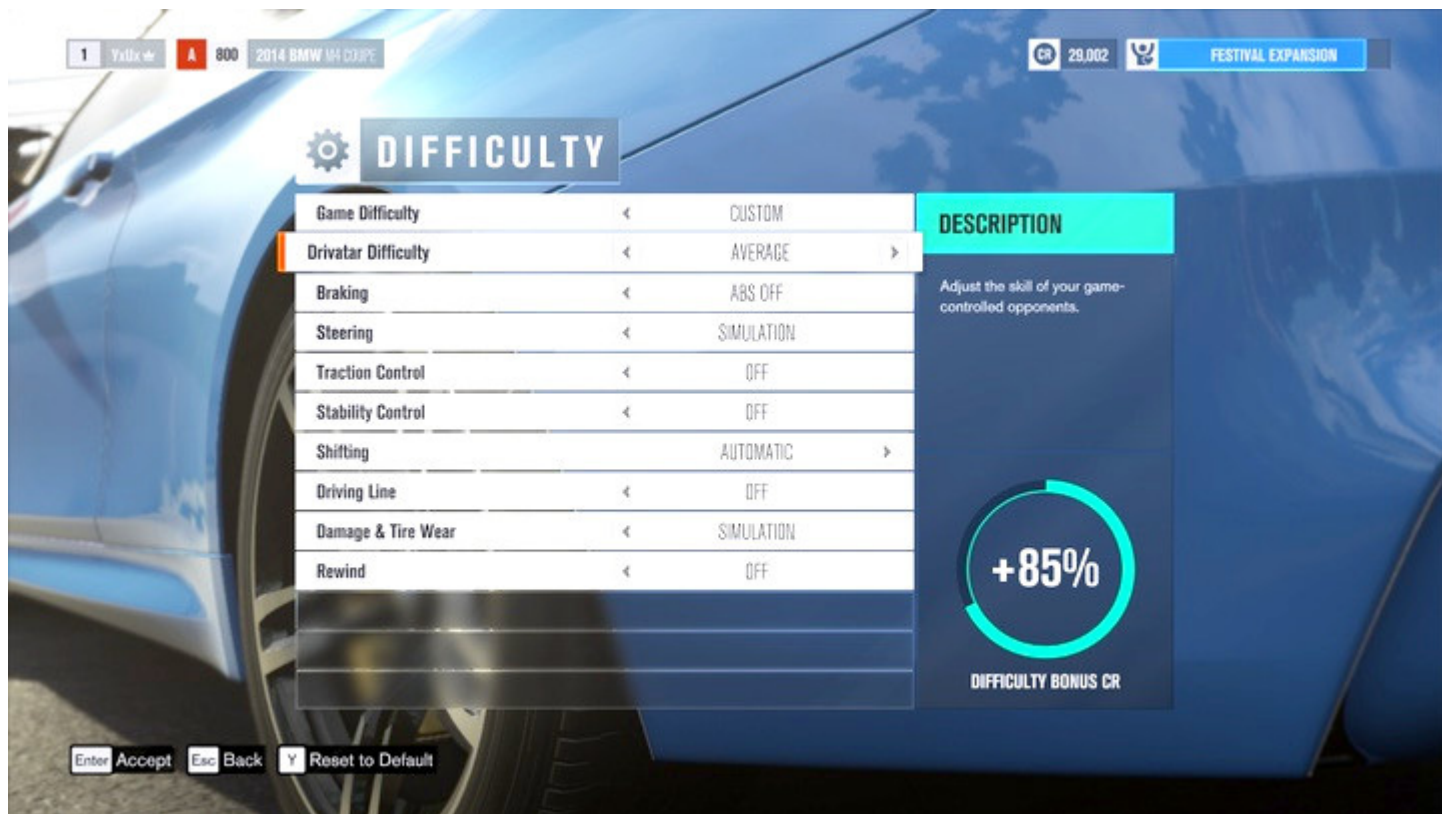 1 YxUx A 800 2014 BMW M4 COUPE
CR 29,002 FESTIVAL EXPANSION
DIFFICULTY
Game Difficulty CUSTOM
Drivatar Difficulty AVERAGE
Braking ABS OFF
Steering SIMULATION
Traction Control OFF
Stability Control OFF
Shifting AUTOMATIC
Driving Line OFF
Damage & Tire Wear SIMULATION
Rewind OFF
DESCRIPTION
Adjust the skill of your game-
controlled opponents.
+85%
DIFFICULTY BONUS CR
Enter Accept Esc Back Y Reset to Default